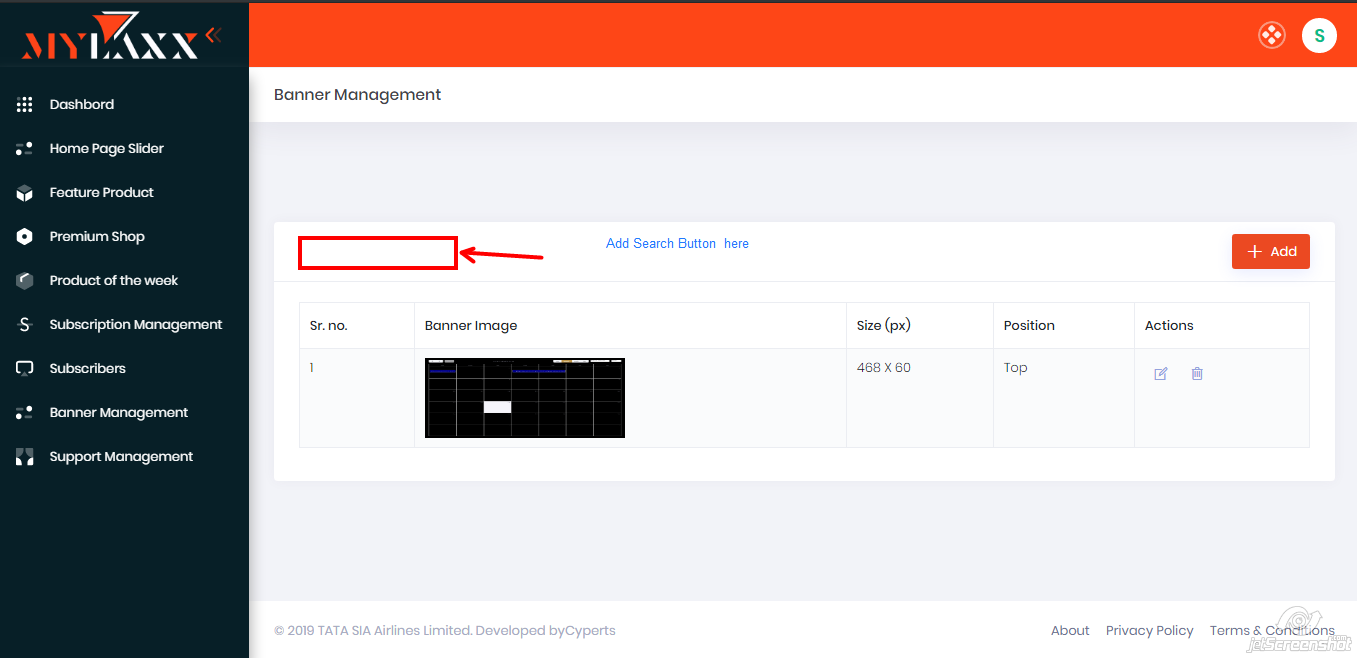 MYTAXX
S
Dashbord
Home Page Slider
Feature Product
Premium Shop
Product of the week
Subscription Management
Subscribers
Banner Management
Support Management
Banner Management
Add Search Button here
Add
Sr. no. Banner Image Size (px) Position Actions
1 468 X 60 Top
© 2019 TATA SIA Airlines Limited. Developed byCyperts
About Privacy Policy Terms & Conditions
jetScreenshot